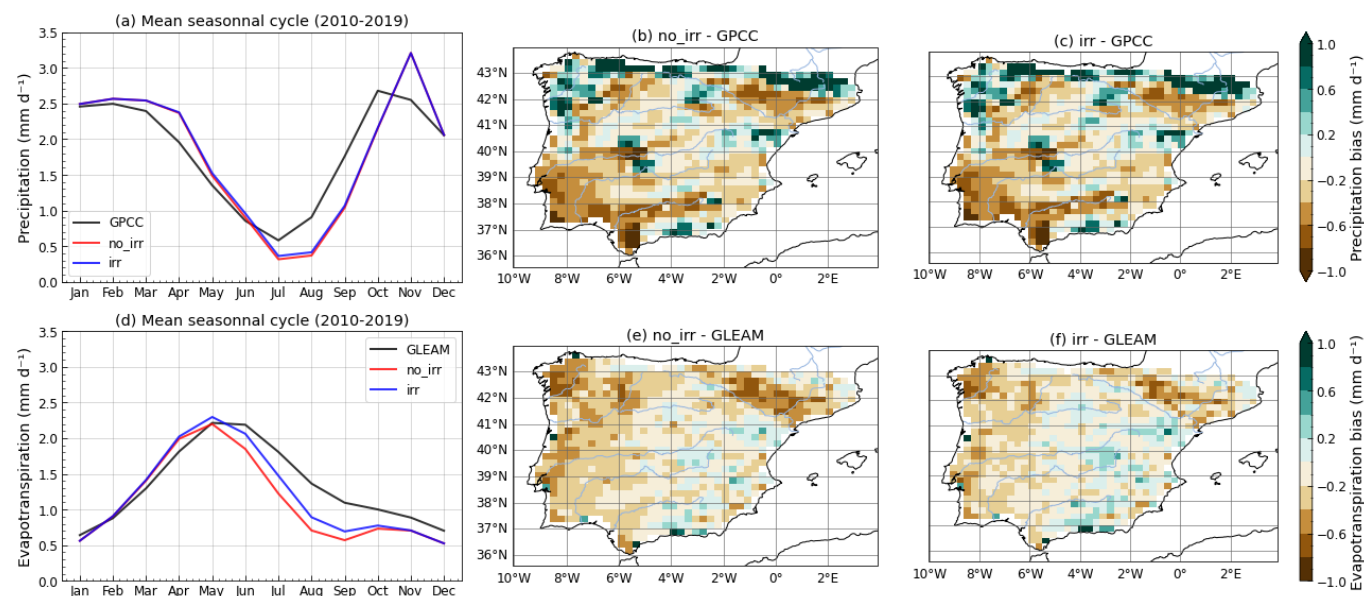 (a) Mean seasonnal cycle (2010-2019)
Precipitation (mm d⁻¹)
3.5
3.0
2.5
2.0
1.5
1.0
0.5
0.0
GPCC
no_irr
irr
Jan Feb Mar Apr May Jun Jul Aug Sep Oct Nov Dec
(b) no_irr - GPCC
43°N
42°N
41°N
40°N
39°N
38°N
37°N
36°N
10°W 8°W 6°W 4°W 2°W 0° 2°E
(c) irr - GPCC
10°W 8°W 6°W 4°W 2°W 0° 2°E
1.0
0.6
0.2
−0.2
−0.6
−1.0
Precipitation bias (mm d⁻¹)
(d) Mean seasonnal cycle (2010-2019)
Evapotranspiration (mm d⁻¹)
3.5
3.0
2.5
2.0
1.5
1.0
0.5
0.0
GLEAM
no_irr
irr
Jan Feb Mar Apr May Jun Jul Aug Sep Oct Nov Dec
(e) no_irr - GLEAM
43°N
42°N
41°N
40°N
39°N
38°N
37°N
36°N
10°W 8°W 6°W 4°W 2°W 0° 2°E
(f) irr - GLEAM
10°W 8°W 6°W 4°W 2°W 0° 2°E
1.0
0.6
0.2
−0.2
−0.6
−1.0
Evapotranspiration bias (mm d⁻¹)